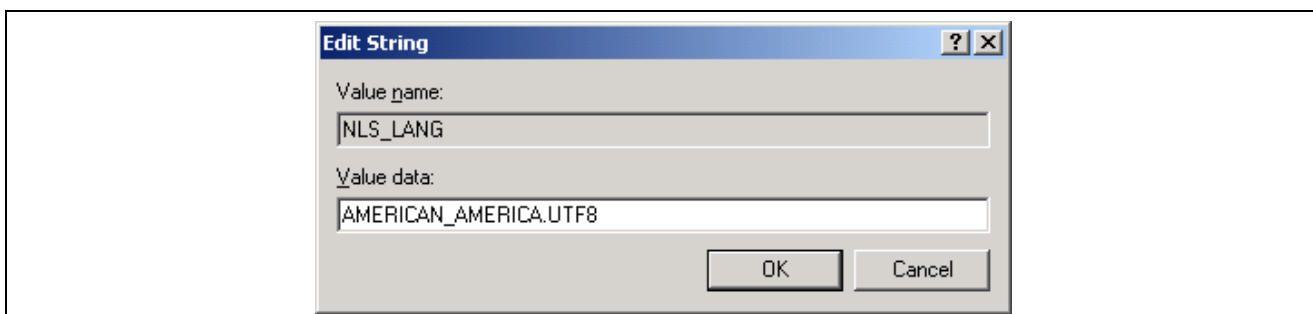 Edit String
Value name:
NLS_LANG
Value data:
AMERICAN_AMERICA.UTF8
OK Cancel